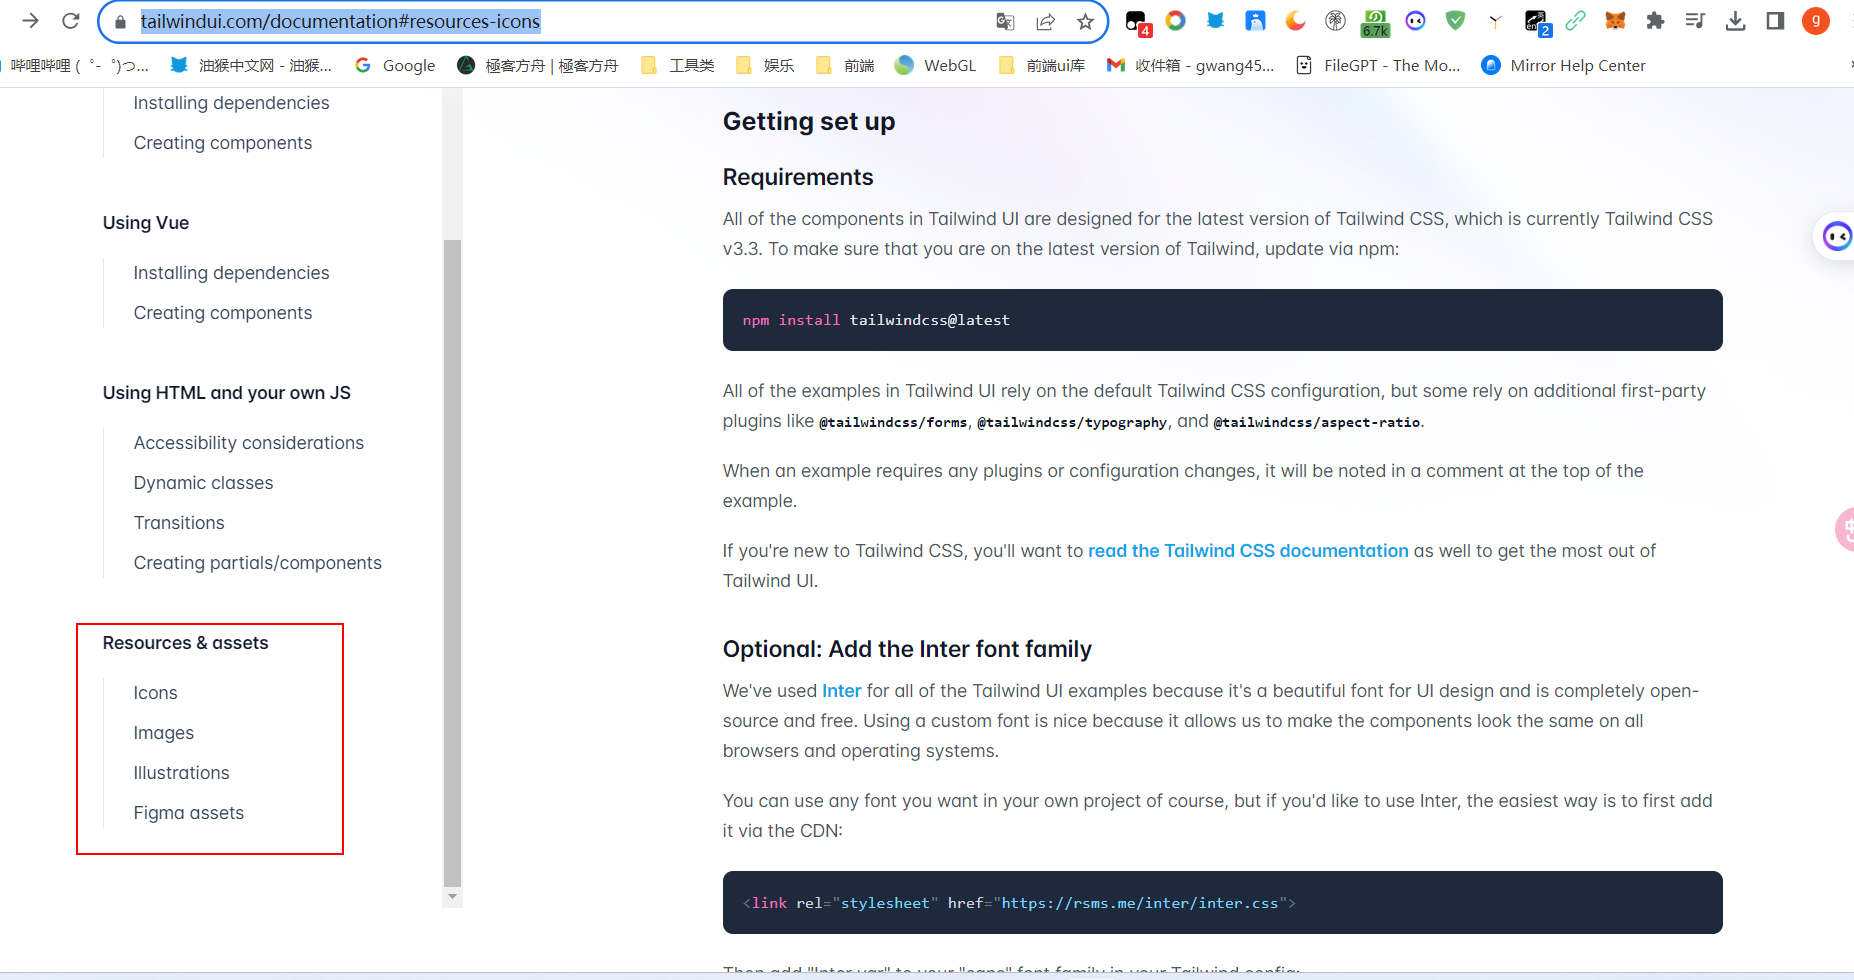 tailwindui.com/documentation#resources-icons
4
6.7k
en
2
g
哔哩哔哩 ( ゜- ゜)つ...
油猴中文网 - 油猴...
Google
極客方舟 | 極客方舟
工具类
娱乐
前端
WebGL
前端ui库
收件箱 - gwang45...
FileGPT - The Mo...
Mirror Help Center
Installing dependencies
Creating components
Using Vue
Installing dependencies
Creating components
Using HTML and your own JS
Accessibility considerations
Dynamic classes
Transitions
Creating partials/components
Resources & assets
Icons
Images
Illustrations
Figma assets
Getting set up
Requirements
All of the components in Tailwind UI are designed for the latest version of Tailwind CSS, which is currently Tailwind CSS
v3.3. To make sure that you are on the latest version of Tailwind, update via npm:
npm install tailwindcss@latest
All of the examples in Tailwind UI rely on the default Tailwind CSS configuration, but some rely on additional first-party
plugins like @tailwindcss/forms, @tailwindcss/typography, and @tailwindcss/aspect-ratio.
When an example requires any plugins or configuration changes, it will be noted in a comment at the top of the
example.
If you're new to Tailwind CSS, you'll want to read the Tailwind CSS documentation as well to get the most out of
Tailwind UI.
Optional: Add the Inter font family
We've used Inter for all of the Tailwind UI examples because it's a beautiful font for UI design and is completely open-
source and free. Using a custom font is nice because it allows us to make the components look the same on all
browsers and operating systems.
You can use any font you want in your own project of course, but if you'd like to use Inter, the easiest way is to first add
it via the CDN:
<link rel="stylesheet" href="https://rsms.me/inter/inter.css">
Then add "Inter var" to your "sans" font family in your Tailwind config: